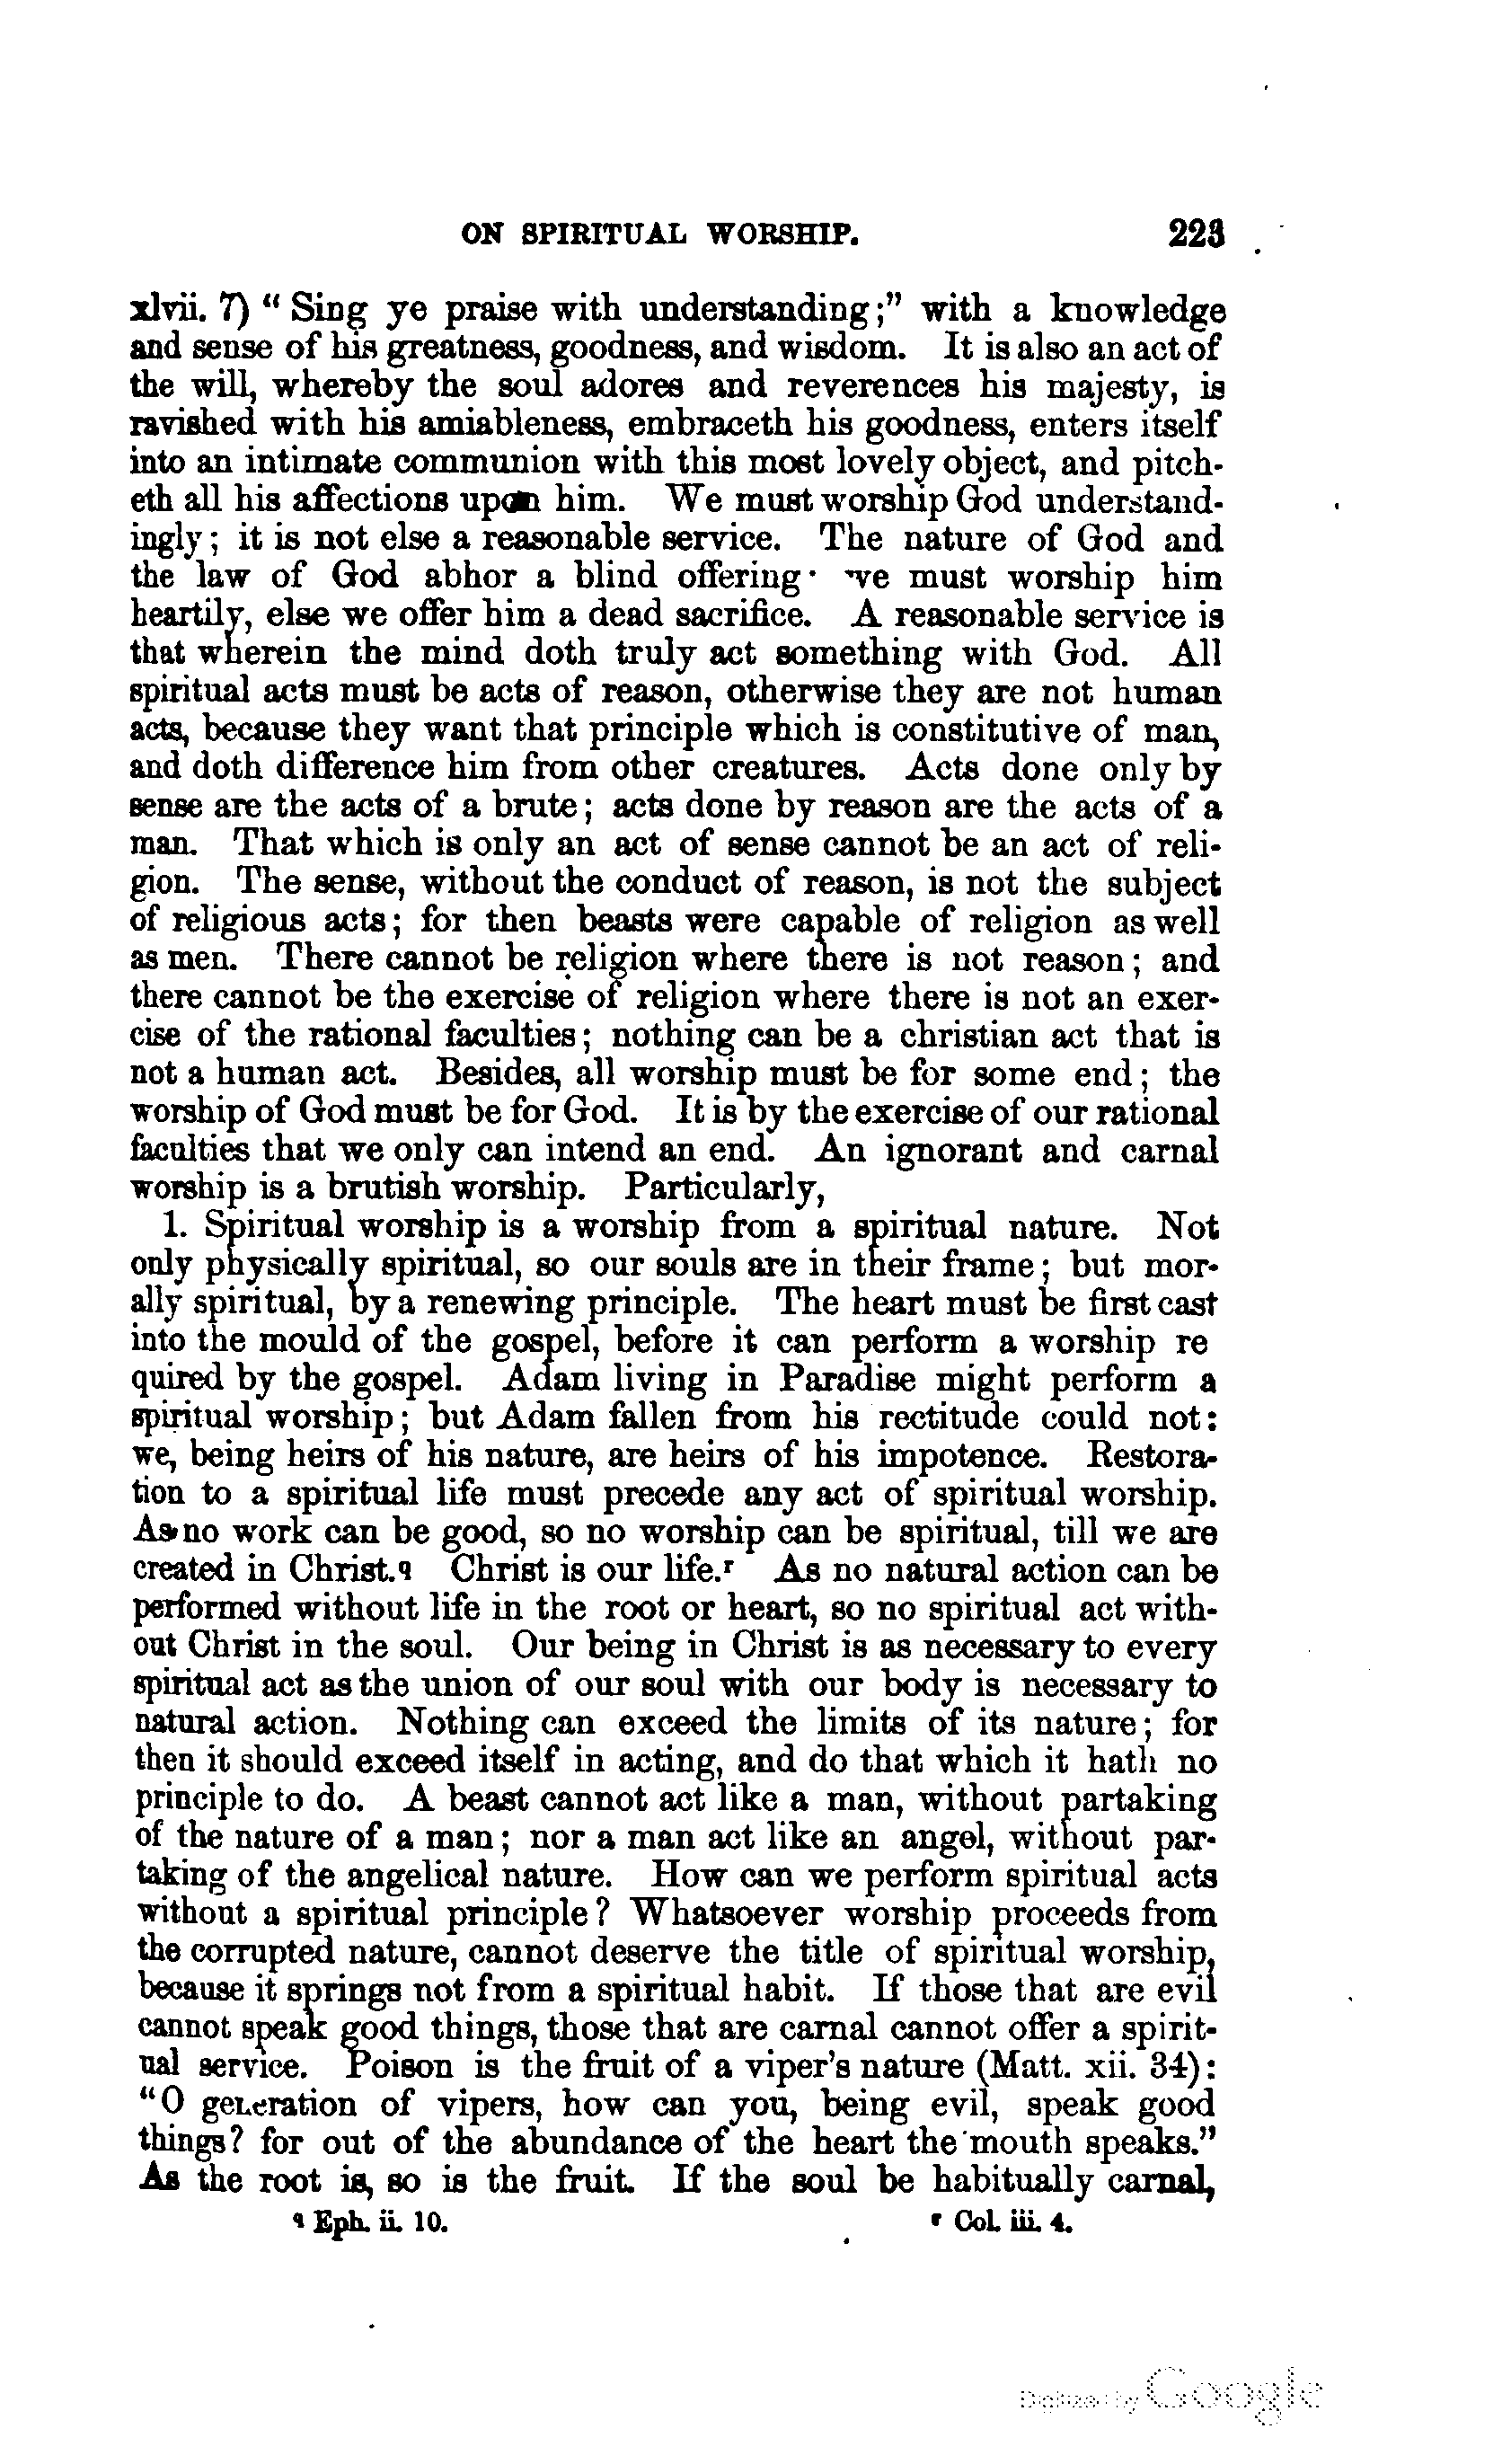 ON SPIRITUAL WORSHIP. 223
xlvii. 7) “ Sing ye praise with understanding;” with a knowledge
and sense of his greatness, goodness, and wisdom. It is also an act of
the will, whereby the soul adores and reverences his majesty, is
ravished with his amiableness, embraceth his goodness, enters itself
into an intimate communion with this most lovely object, and pitch-
eth all his affections upon him. We must worship God understand-
ingly; it is not else a reasonable service. The nature of God and
the law of God abhor a blind offering· we must worship him
heartily, else we offer him a dead sacrifice. A reasonable service is
that wherein the mind doth truly act something with God. All
spiritual acts must be acts of reason, otherwise they are not human
acts, because they want that principle which is constitutive of man,
and doth difference him from other creatures. Acts done only by
sense are the acts of a brute; acts done by reason are the acts of a
man. That which is only an act of sense cannot be an act of reli-
gion. The sense, without the conduct of reason, is not the subject
of religious acts; for then beasts were capable of religion as well
as men. There cannot be religion where there is not reason; and
there cannot be the exercise of religion where there is not an exer-
cise of the rational faculties; nothing can be a christian act that is
not a human act. Besides, all worship must be for some end; the
worship of God must be for God. It is by the exercise of our rational
faculties that we only can intend an end. An ignorant and carnal
worship is a brutish worship. Particularly,
1. Spiritual worship is a worship from a spiritual nature. Not
only physically spiritual, so our souls are in their frame; but mor-
ally spiritual, by a renewing principle. The heart must be first cast
into the mould of the gospel, before it can perform a worship re
quired by the gospel. Adam living in Paradise might perform a
spiritual worship; but Adam fallen from his rectitude could not:
we, being heirs of his nature, are heirs of his impotence. Restora-
tion to a spiritual life must precede any act of spiritual worship.
As no work can be good, so no worship can be spiritual, till we are
created in Christ.q Christ is our life.r As no natural action can be
performed without life in the root or heart, so no spiritual act with-
out Christ in the soul. Our being in Christ is as necessary to every
spiritual act as the union of our soul with our body is necessary to
natural action. Nothing can exceed the limits of its nature; for
then it should exceed itself in acting, and do that which it hath no
principle to do. A beast cannot act like a man, without partaking
of the nature of a man; nor a man act like an angel, without par-
taking of the angelical nature. How can we perform spiritual acts
without a spiritual principle? Whatsoever worship proceeds from
the corrupted nature, cannot deserve the title of spiritual worship,
because it springs not from a spiritual habit. If those that are evil
cannot speak good things, those that are carnal cannot offer a spirit-
ual service. Poison is the fruit of a viper's nature (Matt. xii. 34):
“O generation of vipers, how can you, being evil, speak good
things? for out of the abundance of the heart the mouth speaks.”
As the root is, so is the fruit. If the soul be habitually carnal,
q Eph. ii. 10. r Col. iii. 4.
Digitized by Google